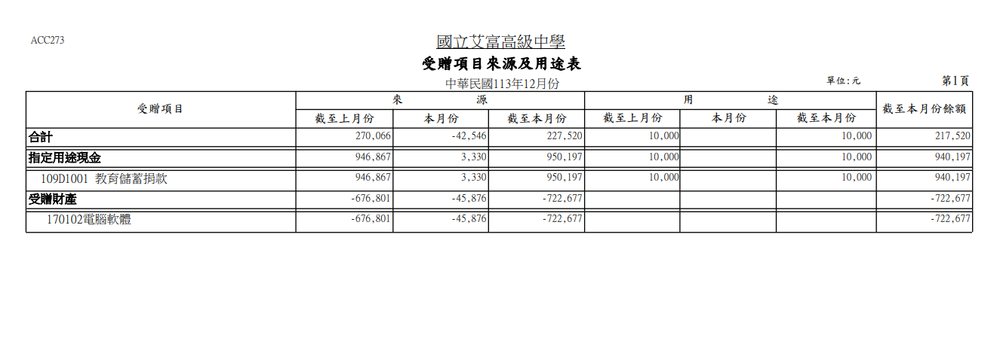 ACC273
國立艾富高級中學
受贈項目來源及用途表
中華民國113年12月份 單位:元 第1頁
受贈項目 來 源 用 途 截至本月份餘額
截至上月份 本月份 截至本月份 截至上月份 本月份 截至本月份
合計 270,066 -42,546 227,520 10,000 10,000 217,520
指定用途現金 946,867 3,330 950,197 10,000 10,000 940,197
109D1001 教育儲蓄捐款 946,867 3,330 950,197 10,000 10,000 940,197
受贈財產 -676,801 -45,876 -722,677 -722,677
170102電腦軟體 -676,801 -45,876 -722,677 -722,677